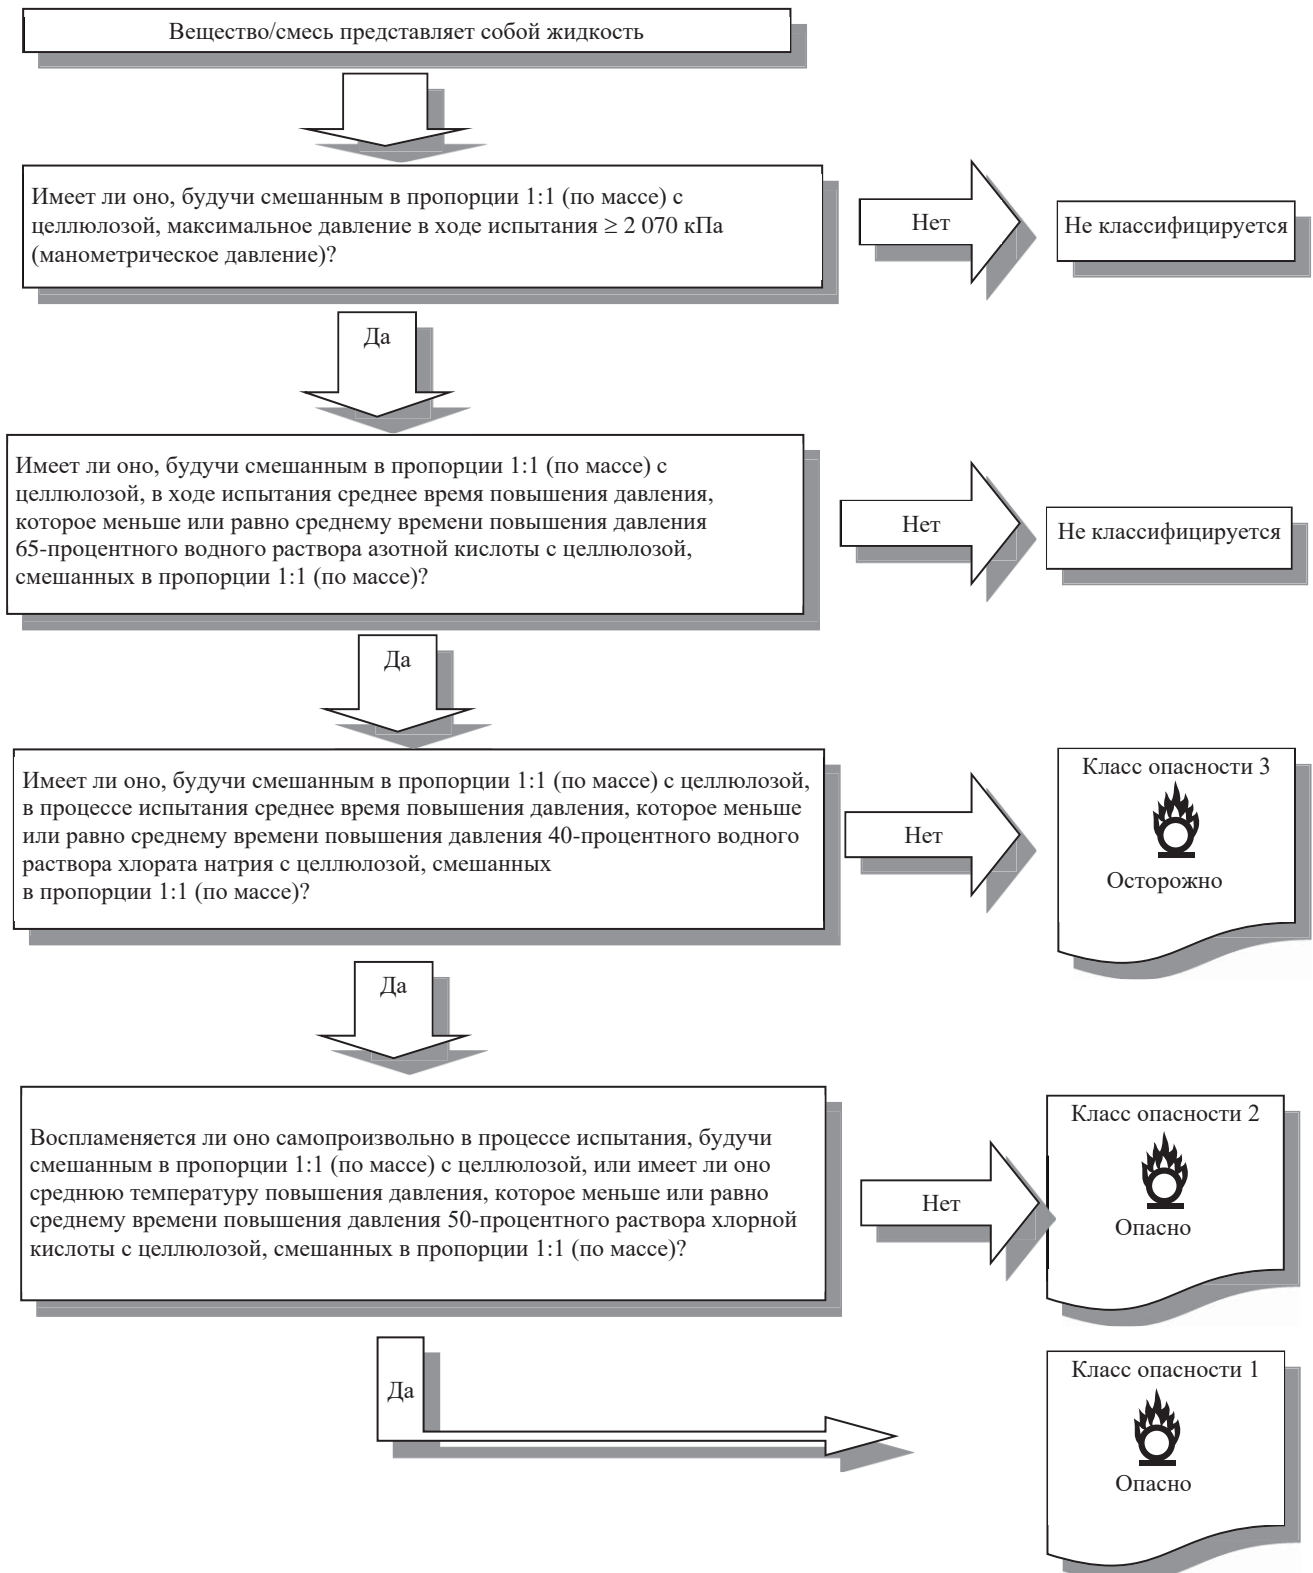 Вещество/смесь представляет собой жидкость
Имеет ли оно, будучи смешанным в пропорции 1:1 (по массе) с
целлюлозой, максимальное давление в ходе испытания ≥ 2 070 кПа
(манометрическое давление)?
Нет
Не классифицируется
Да
Имеет ли оно, будучи смешанным в пропорции 1:1 (по массе) с
целлюлозой, в ходе испытания среднее время повышения давления,
которое меньше или равно среднему времени повышения давления
65-процентного водного раствора азотной кислоты с целлюлозой,
смешанных в пропорции 1:1 (по массе)?
Нет
Не классифицируется
Да
Имеет ли оно, будучи смешанным в пропорции 1:1 (по массе) с целлюлозой,
в процессе испытания среднее время повышения давления, которое меньше
или равно среднему времени повышения давления 40-процентного водного
раствора хлората натрия с целлюлозой, смешанных
в пропорции 1:1 (по массе)?
Нет
Класс опасности 3
Осторожно
Да
Воспламеняется ли оно самопроизвольно в процессе испытания, будучи
смешанным в пропорции 1:1 (по массе) с целлюлозой, или имеет ли оно
среднюю температуру повышения давления, которое меньше или равно
среднему времени повышения давления 50-процентного раствора хлорной
кислоты с целлюлозой, смешанных в пропорции 1:1 (по массе)?
Нет
Класс опасности 2
Опасно
Да
Класс опасности 1
Опасно